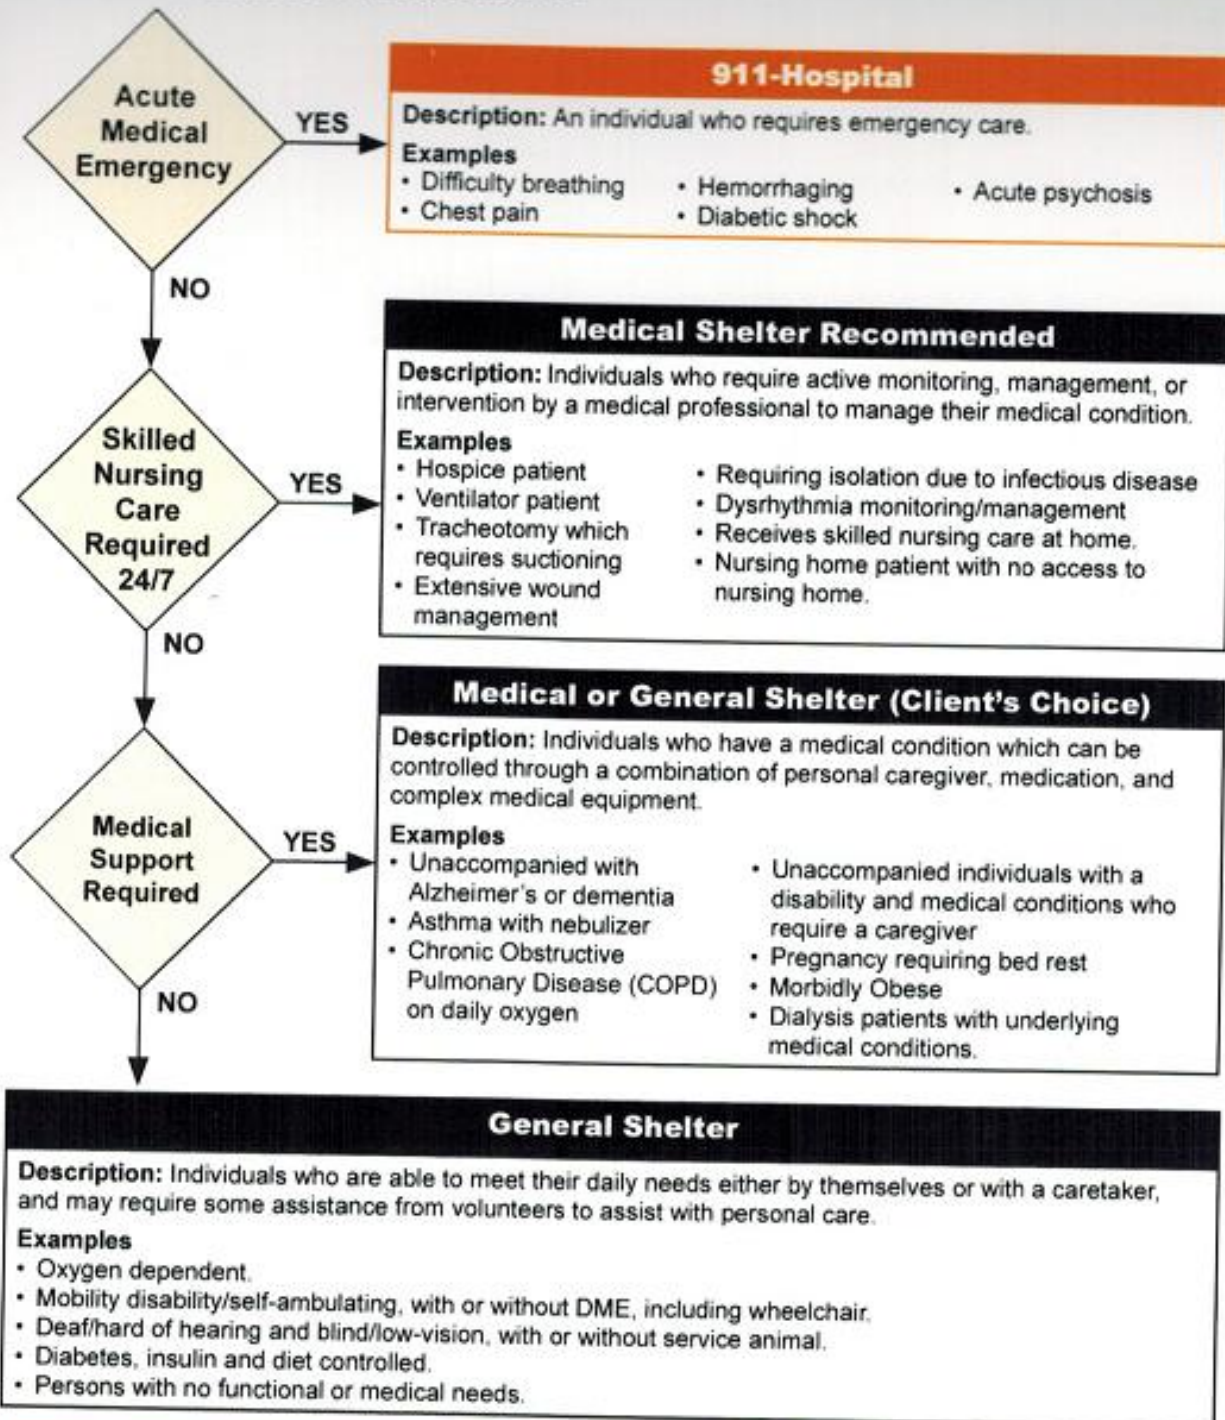 Acute
Medical
Emergency
YES
911-Hospital
Description: An individual who requires emergency care.
Examples
• Difficulty breathing
• Chest pain
• Hemorrhaging
• Diabetic shock
• Acute psychosis
NO
Skilled
Nursing
Care
Required
24/7
YES
Medical Shelter Recommended
Description: Individuals who require active monitoring, management, or
intervention by a medical professional to manage their medical condition.
Examples
• Hospice patient
• Ventilator patient
• Tracheotomy which
requires suctioning
• Extensive wound
management
• Requiring isolation due to infectious disease
• Dysrhythmia monitoring/management
• Receives skilled nursing care at home.
• Nursing home patient with no access to
nursing home.
NO
Medical
Support
Required
YES
Medical or General Shelter (Client's Choice)
Description: Individuals who have a medical condition which can be
controlled through a combination of personal caregiver, medication, and
complex medical equipment.
Examples
• Unaccompanied with
Alzheimer's or dementia
• Asthma with nebulizer
• Chronic Obstructive
Pulmonary Disease (COPD)
on daily oxygen
• Unaccompanied individuals with a
disability and medical conditions who
require a caregiver
• Pregnancy requiring bed rest
• Morbidly Obese
• Dialysis patients with underlying
medical conditions.
NO
General Shelter
Description: Individuals who are able to meet their daily needs either by themselves or with a caretaker,
and may require some assistance from volunteers to assist with personal care.
Examples
• Oxygen dependent.
• Mobility disability/self-ambulating, with or without DME, including wheelchair.
• Deaf/hard of hearing and blind/low-vision, with or without service animal.
• Diabetes, insulin and diet controlled.
• Persons with no functional or medical needs.